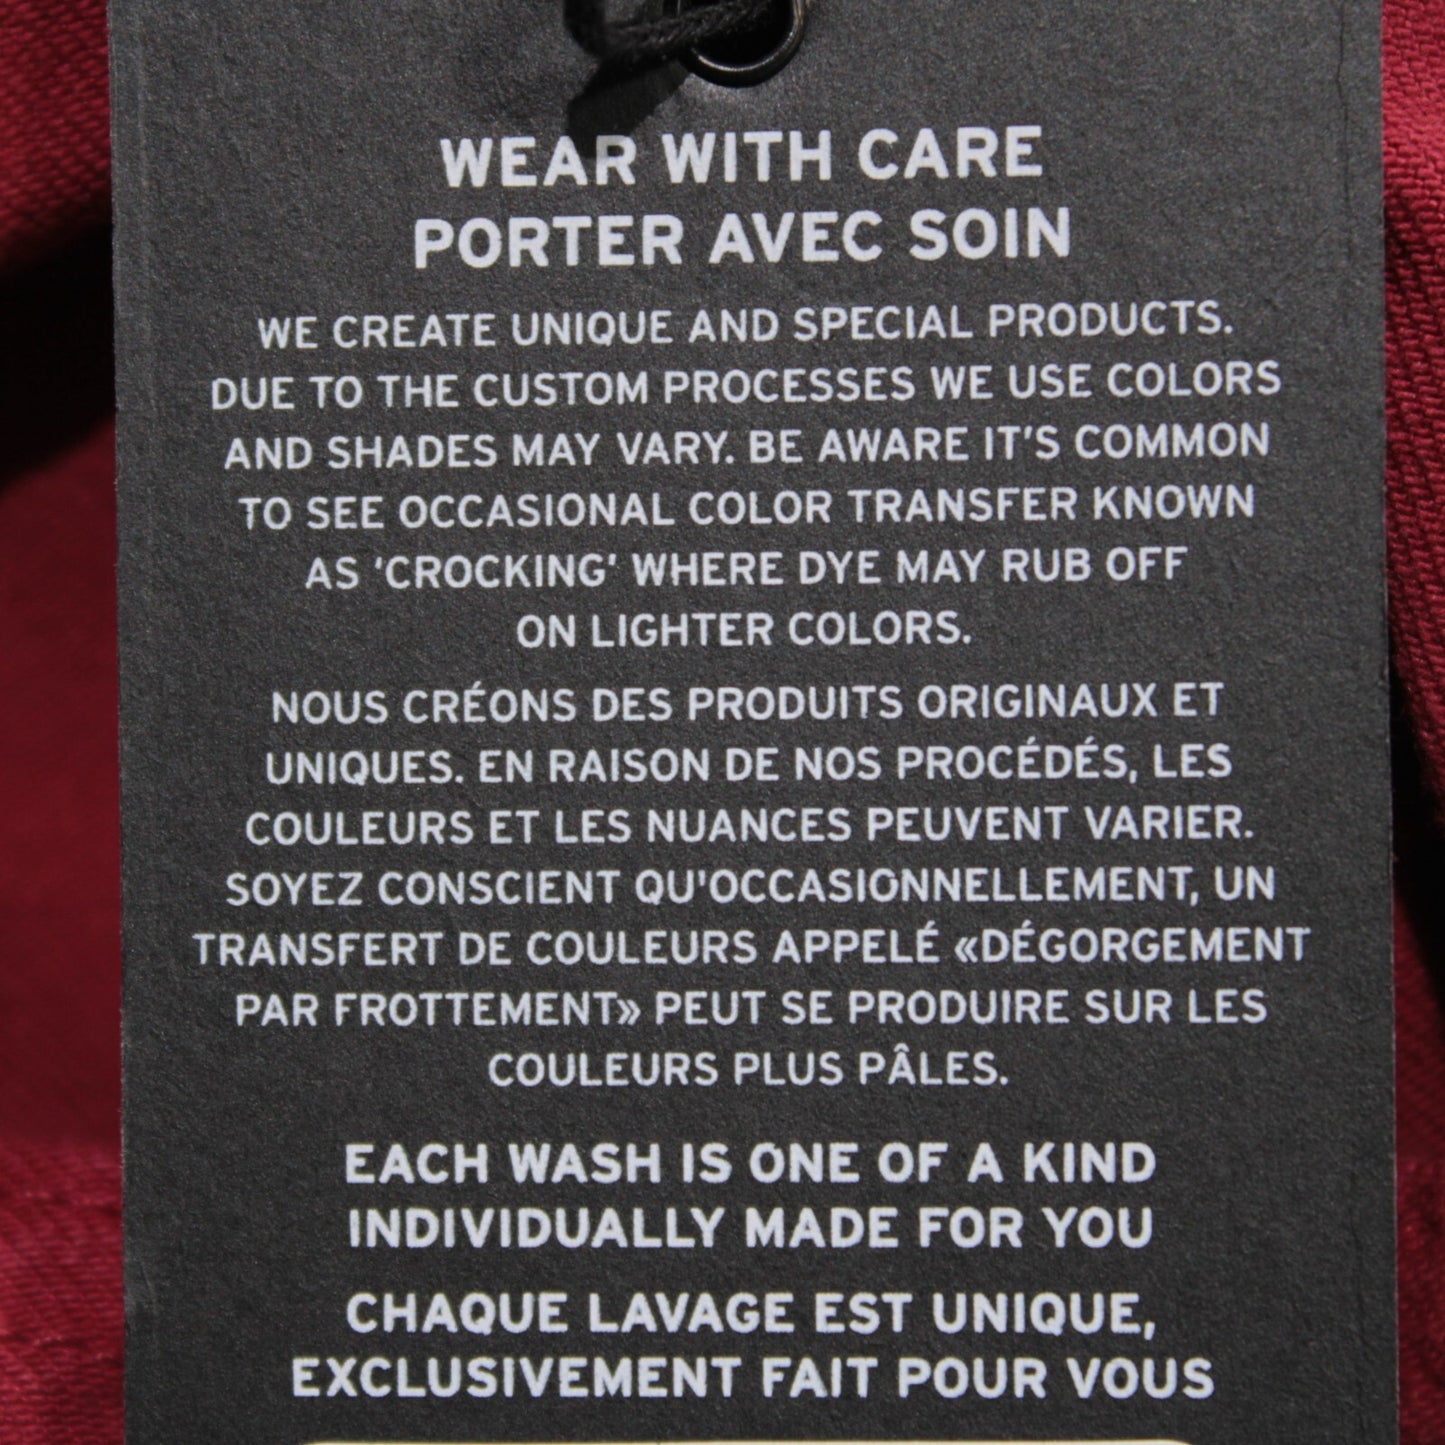 WEAR WITH CARE
PORTER AVEC SOIN
WE CREATE UNIQUE AND SPECIAL PRODUCTS.
DUE TO THE CUSTOM PROCESSES WE USE COLORS
AND SHADES MAY VARY. BE AWARE IT'S COMMON
TO SEE OCCASIONAL COLOR TRANSFER KNOWN
AS 'CROCKING' WHERE DYE MAY RUB OFF
ON LIGHTER COLORS.
NOUS CRÉONS DES PRODUITS ORIGINAUX ET
UNIQUES. EN RAISON DE NOS PROCÉDÉS, LES
COULEURS ET LES NUANCES PEUVENT VARIER.
SOYEZ CONSCIENT QU'OCCASIONNELLEMENT, UN
TRANSFERT DE COULEURS APPELÉ «DÉGORGEMENT
PAR FROTTEMENT» PEUT SE PRODUIRE SUR LES
COULEURS PLUS PÂLES.
EACH WASH IS ONE OF A KIND
INDIVIDUALLY MADE FOR YOU
CHAQUE LAVAGE EST UNIQUE,
EXCLUSIVEMENT FAIT POUR VOUS